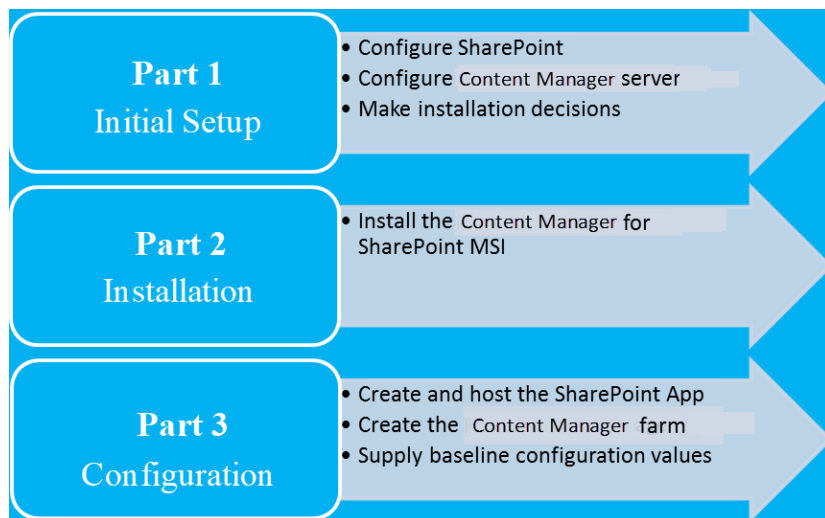 Part 1
Initial Setup
• Configure SharePoint
• Configure Content Manager server
• Make installation decisions
Part 2
Installation
• Install the Content Manager for
SharePoint MSI
Part 3
Configuration
• Create and host the SharePoint App
• Create the Content Manager farm
• Supply baseline configuration values